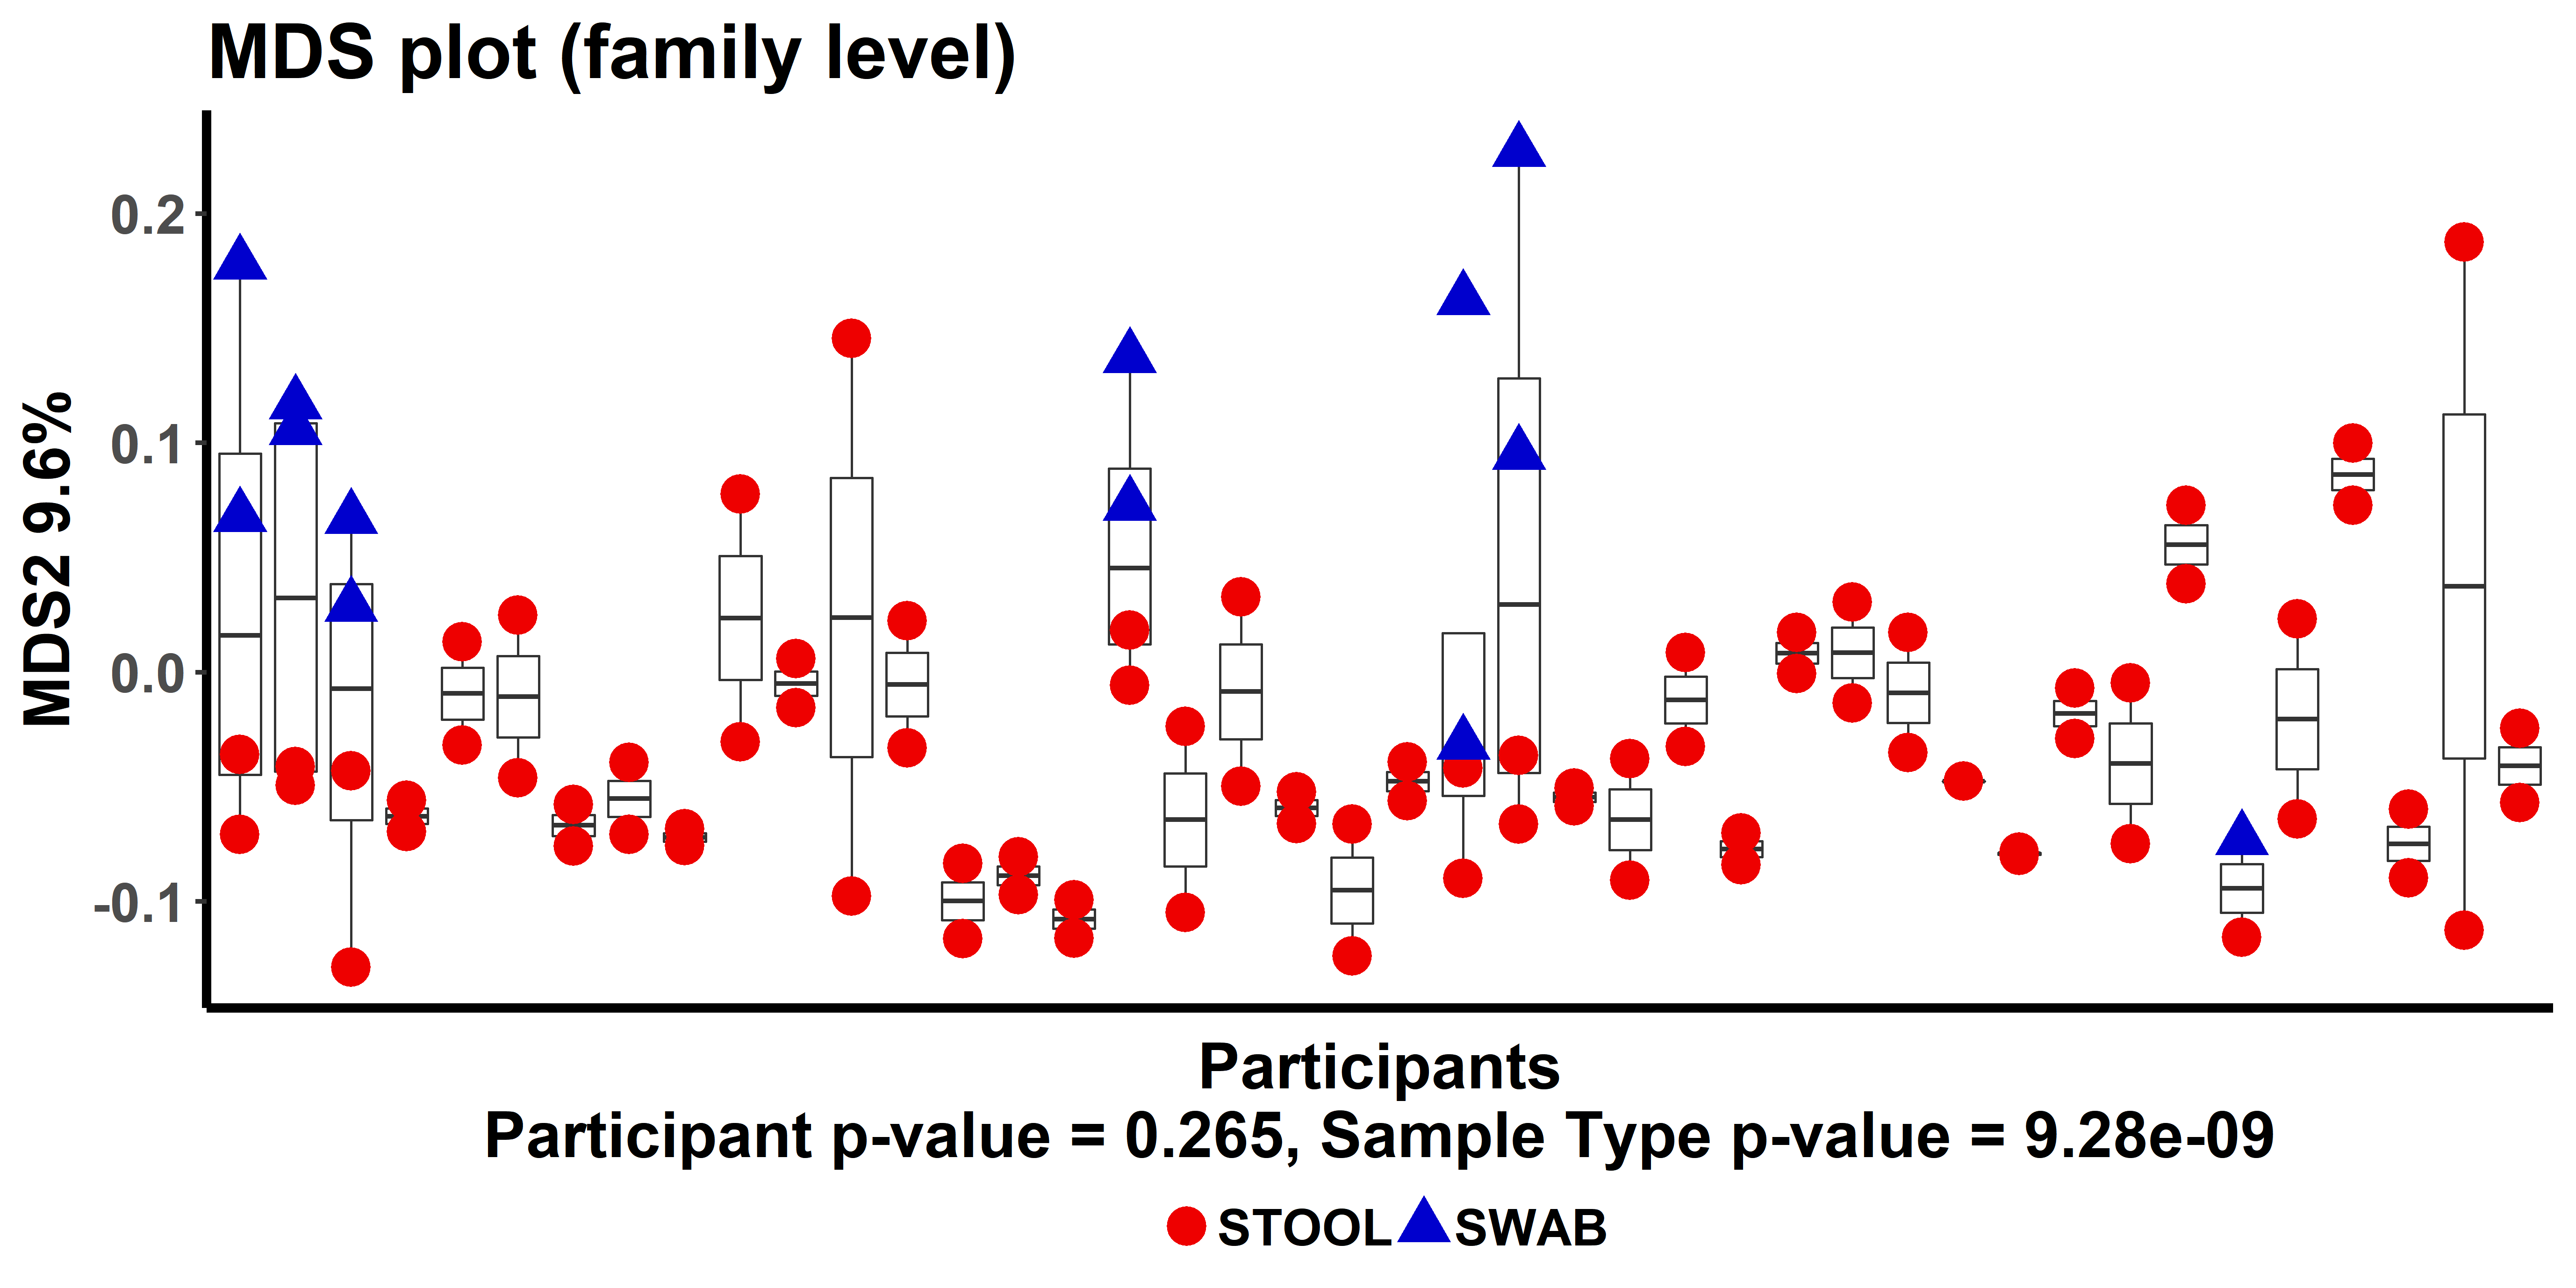 MDS plot (family level)
MDS2 9.6%
0.2
0.1
0.0
-0.1
Participants
Participant p-value = 0.265, Sample Type p-value = 9.28e-09
STOOL SWAB